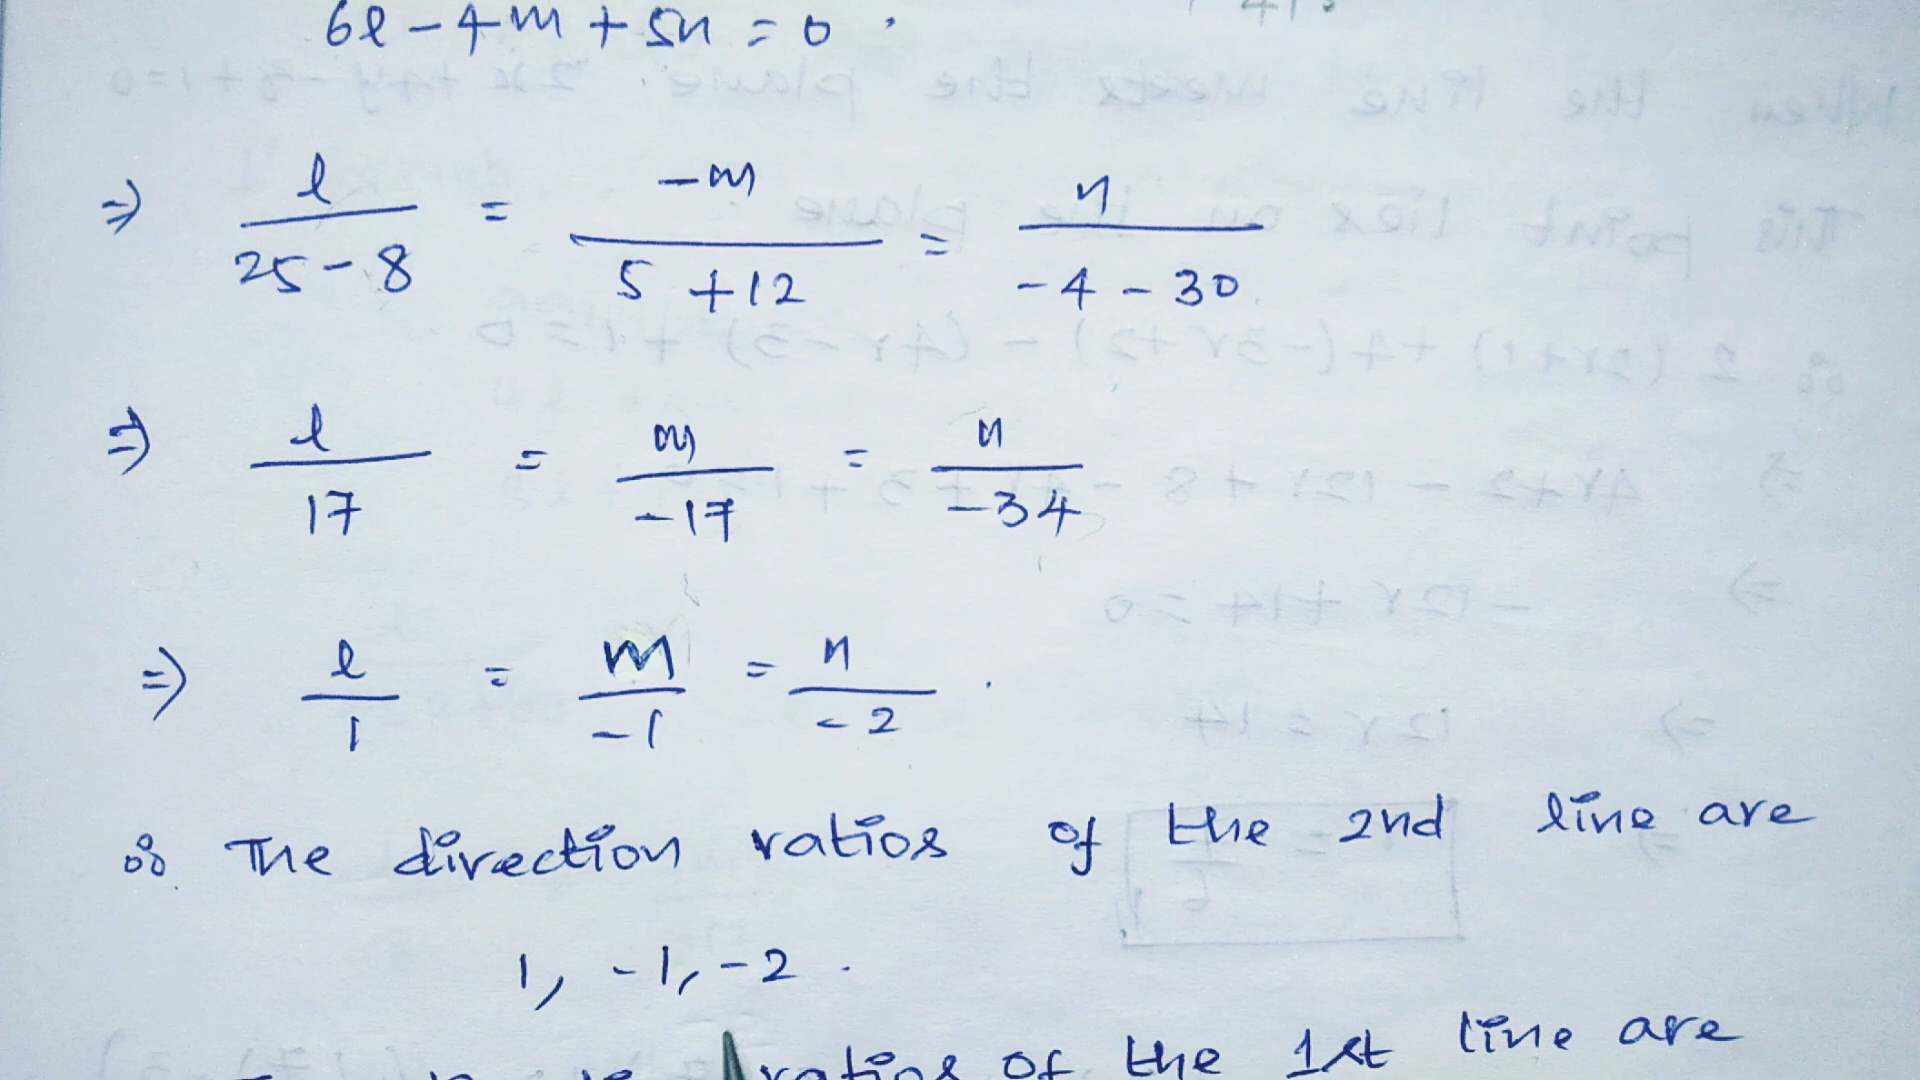 6l - 4m + 5n = 0.
⇒ l/(25-8) = -m/(5+12) = n/(-4-30)
⇒ l/17 = m/-17 = n/-34
⇒ l/1 = m/-1 = n/-2.
∴ The direction ratios of the 2nd line are
1, -1, -2.
ratios of the 1st line are